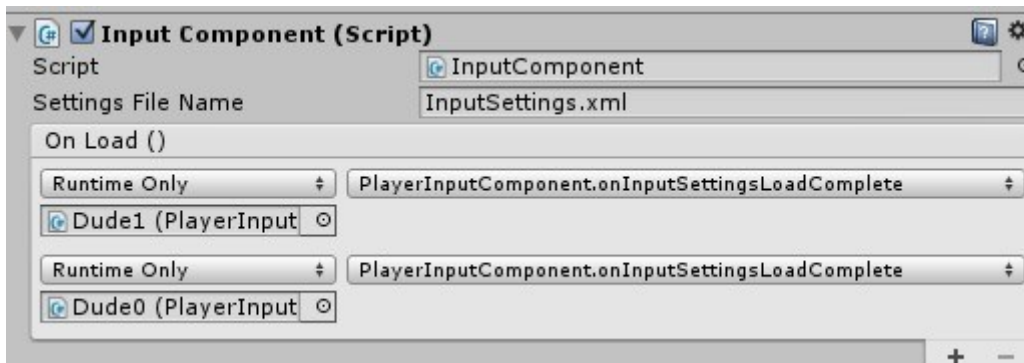 Input Component (Script)
Script InputComponent
Settings File Name InputSettings.xml
On Load ()
Runtime Only PlayerInputComponent.onInputSettingsLoadComplete
Dude1 (PlayerInput
Runtime Only PlayerInputComponent.onInputSettingsLoadComplete
Dude0 (PlayerInput